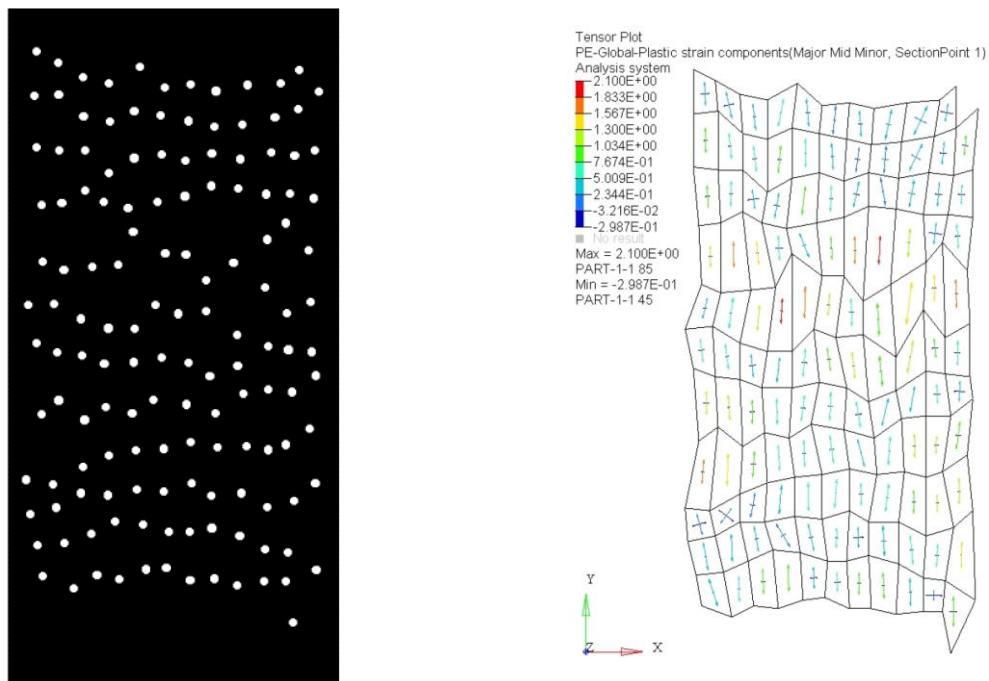 Tensor Plot
PE-Global-Plastic strain components(Major Mid Minor, SectionPoint 1)
Analysis system
2.100E+00
1.833E+00
1.567E+00
1.300E+00
1.034E+00
7.674E-01
5.009E-01
2.344E-01
-3.216E-02
-2.987E-01
No result
Max = 2.100E+00
PART-1-1 85
Min = -2.987E-01
PART-1-1 45
Y
Z
X